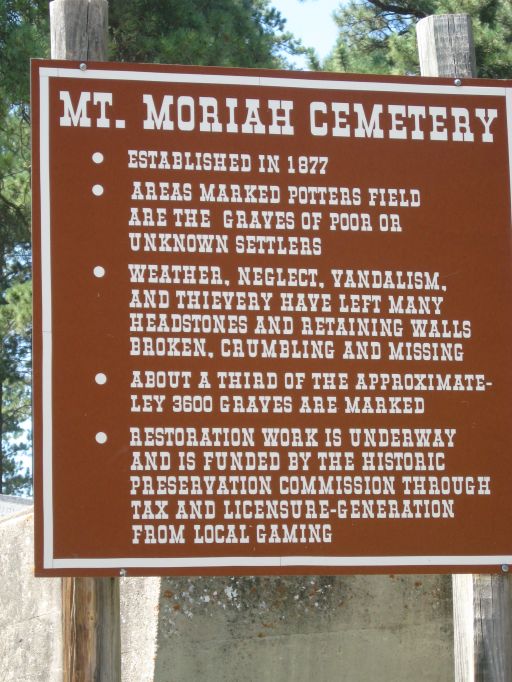 MT. MORIAH CEMETERY
• ESTABLISHED IN 1877
• AREAS MARKED POTTERS FIELD
ARE THE GRAVES OF POOR OR
UNKNOWN SETTLERS
• WEATHER, NEGLECT, VANDALISM,
AND THIEVERY HAVE LEFT MANY
HEADSTONES AND RETAINING WALLS
BROKEN, CRUMBLING AND MISSING
• ABOUT A THIRD OF THE APPROXIMATE-
LEY 3600 GRAVES ARE MARKED
• RESTORATION WORK IS UNDERWAY
AND IS FUNDED BY THE HISTORIC
PRESERVATION COMMISSION THROUGH
TAX AND LICENSURE-GENERATION
FROM LOCAL GAMING